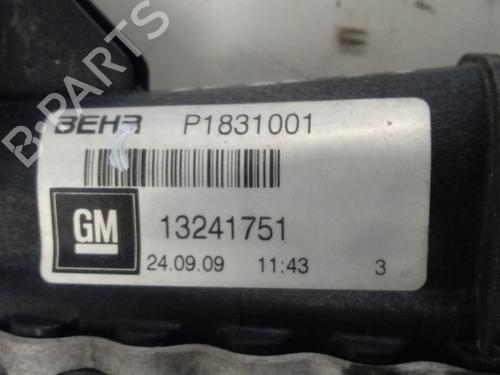 B-PARTS
BEHR P1831001
GM 13241751
24.09.09 11:43 3